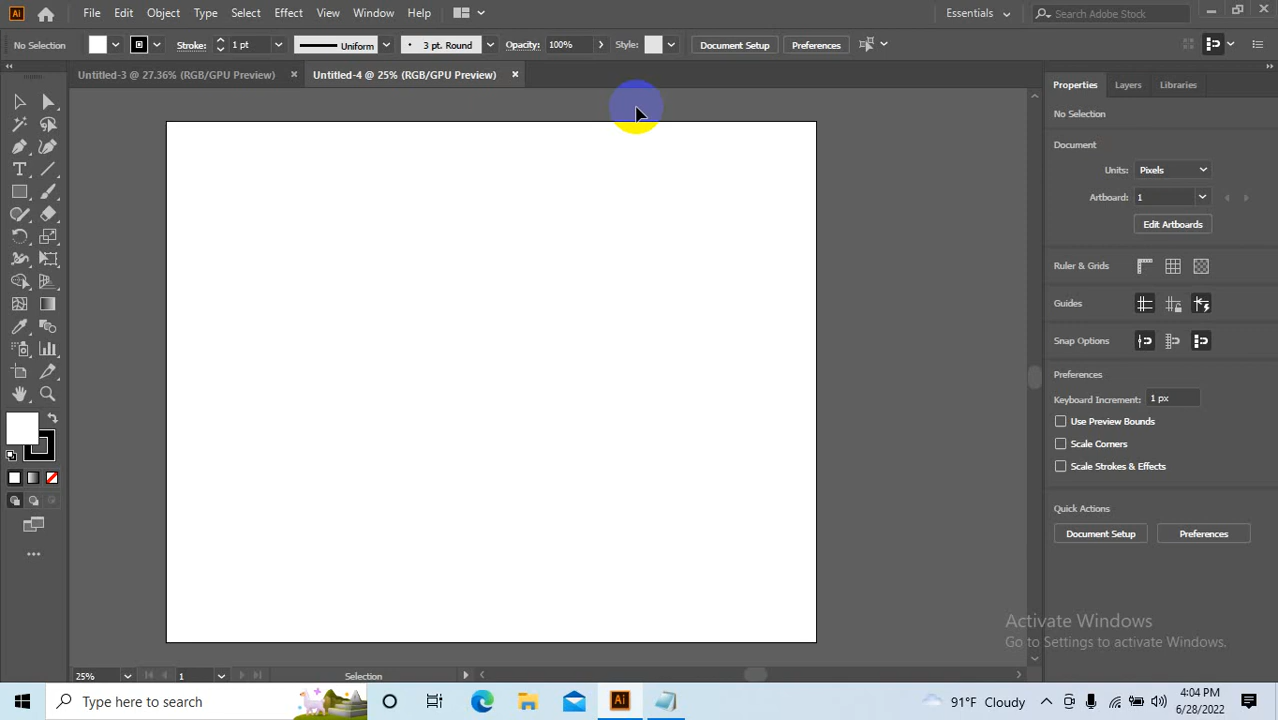 Ai File Edit Object Type Select Effect View Window Help Essentials Search Adobe Stock
No Selection Stroke: 1 pt Uniform 3 pt. Round Opacity: 100% Style: Document Setup Preferences
Untitled-3 @ 27.36% (RGB/GPU Preview) Untitled-4 @ 25% (RGB/GPU Preview)
Properties Layers Libraries
No Selection
Document
Units: Pixels
Artboard: 1
Edit Artboards
Ruler & Grids
Guides
Snap Options
Preferences
Keyboard Increment: 1 px
Use Preview Bounds
Scale Corners
Scale Strokes & Effects
Quick Actions
Document Setup Preferences
Activate Windows
Go to Settings to activate Windows.
25% 1 Selection
Type here to search Ai 91°F Cloudy 4:04 PM
6/28/2022